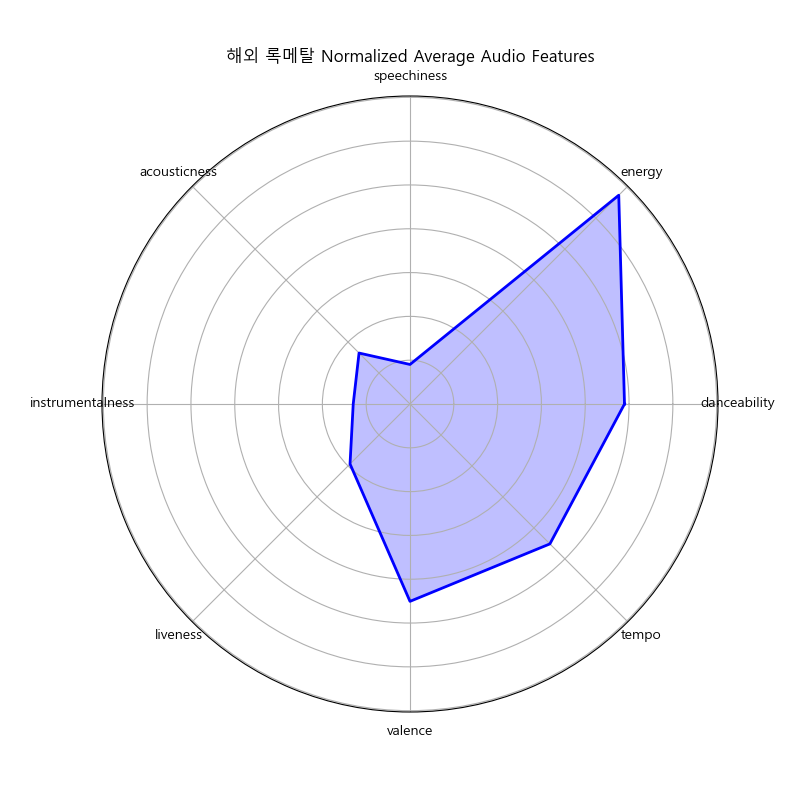 해외 록메탈 Normalized Average Audio Features
speechiness
acousticness
energy
instrumentalness
danceability
liveness
tempo
valence